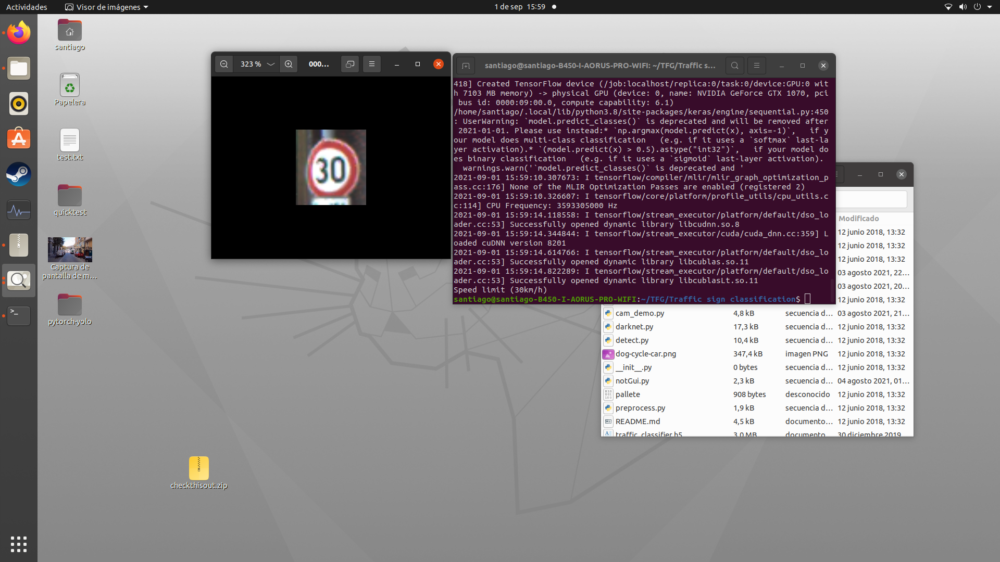 Actividades
Visor de imágenes
1 de sep 15:59
santiago
Papelera
test.txt
quicktest
Captura de
pantalla de m...
pytorch-yolo
checkthisout.zip
323 %
000...
30
santiago@santiago-B450-I-AORUS-PRO-WIFI: ~/TFG/Traffic s...
418] Created TensorFlow device (/job:localhost/replica:0/task:0/device:GPU:0 wit
h 7103 MB memory) -> physical GPU (device: 0, name: NVIDIA GeForce GTX 1070, pci
 bus id: 0000:09:00.0, compute capability: 6.1)
/home/santiago/.local/lib/python3.8/site-packages/keras/engine/sequential.py:450
: UserWarning: `model.predict_classes()` is deprecated and will be removed after
 2021-01-01. Please use instead:* `np.argmax(model.predict(x), axis=-1)`,   if y
our model does multi-class classification   (e.g. if it uses a `softmax` last-la
yer activation).* `(model.predict(x) > 0.5).astype("int32")`,   if your model do
es binary classification   (e.g. if it uses a `sigmoid` last-layer activation).
  warnings.warn('`model.predict_classes()` is deprecated and '
2021-09-01 15:59:10.307673: I tensorflow/compiler/mlir/mlir_graph_optimization_p
ass.cc:176] None of the MLIR Optimization Passes are enabled (registered 2)
2021-09-01 15:59:10.326607: I tensorflow/core/platform/profile_utils/cpu_utils.c
c:114] CPU Frequency: 3593305000 Hz
2021-09-01 15:59:14.118558: I tensorflow/stream_executor/platform/default/dso_lo
ader.cc:53] Successfully opened dynamic library libcudnn.so.8
2021-09-01 15:59:14.344844: I tensorflow/stream_executor/cuda/cuda_dnn.cc:359] L
oaded cuDNN version 8201
2021-09-01 15:59:14.614766: I tensorflow/stream_executor/platform/default/dso_lo
ader.cc:53] Successfully opened dynamic library libcublas.so.11
2021-09-01 15:59:14.822289: I tensorflow/stream_executor/platform/default/dso_lo
ader.cc:53] Successfully opened dynamic library libcublasLt.so.11
Speed limit (30km/h)
santiago@santiago-B450-I-AORUS-PRO-WIFI:~/TFG/Traffic sign classification$
Modificado
12 junio 2018, 13:32
12 junio 2018, 13:32
12 junio 2018, 13:32
03 agosto 2021, 22...
03 agosto 2021, 20...
12 junio 2018, 13:32
cam_demo.py 4,8 kB secuencia d... 03 agosto 2021, 21...
darknet.py 17,3 kB secuencia d... 12 junio 2018, 13:32
detect.py 10,4 kB secuencia d... 12 junio 2018, 13:32
dog-cycle-car.png 347,4 kB imagen PNG 12 junio 2018, 13:32
__init__.py 0 bytes secuencia d... 12 junio 2018, 13:32
notGui.py 2,3 kB secuencia d... 04 agosto 2021, 01...
pallete 908 bytes desconocido 12 junio 2018, 13:32
preprocess.py 1,9 kB secuencia d... 12 junio 2018, 13:32
README.md 4,5 kB documento... 12 junio 2018, 13:32
traffic_classifier.h5 3,0 MB documento 30 diciembre 2019